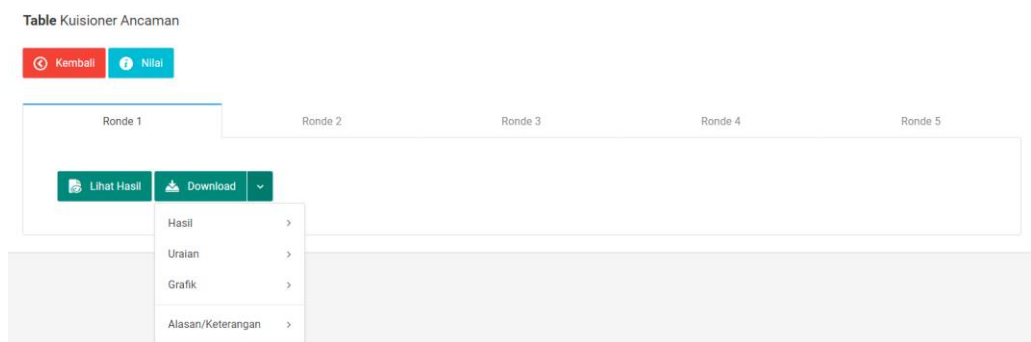 Table Kuisioner Ancaman
Kembali Nilai
Ronde 1 Ronde 2 Ronde 3 Ronde 4 Ronde 5
Lihat Hasil Download
Hasil
Uraian
Grafik
Alasan/Keterangan